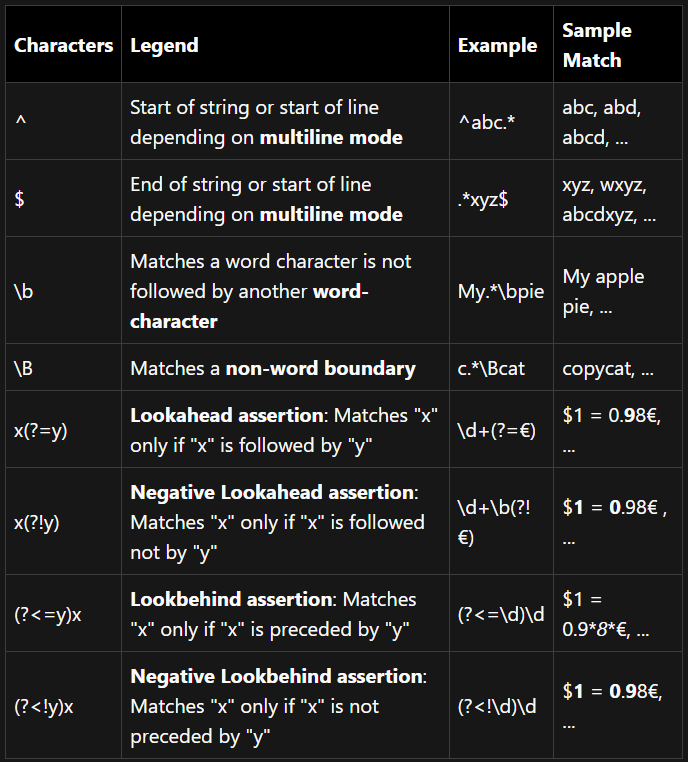 Characters Legend Example Sample
Match
^ Start of string or start of line
depending on multiline mode ^abc.* abc, abd,
abcd, ...
$ End of string or start of line
depending on multiline mode .*xyz$ xyz, wxyz,
abcdxyz, ...
\b Matches a word character is not
followed by another word-
character My.*\bpie My apple
pie, ...
\B Matches a non-word boundary c.*\Bcat copycat, ...
x(?=y) Lookahead assertion: Matches "x"
only if "x" is followed by "y" \d+(?=€) $1 = 0.98€,
...
x(?!y) Negative Lookahead assertion:
Matches "x" only if "x" is followed
not by "y" \d+\b(?!
€) $1 = 0.98€ ,
...
(?<=y)x Lookbehind assertion: Matches
"x" only if "x" is preceded by "y" (?<=\d)\d $1 =
0.9*8*€, ...
(?<!y)x Negative Lookbehind assertion:
Matches "x" only if "x" is not
preceded by "y" (?<!\d)\d $1 = 0.98€,
...